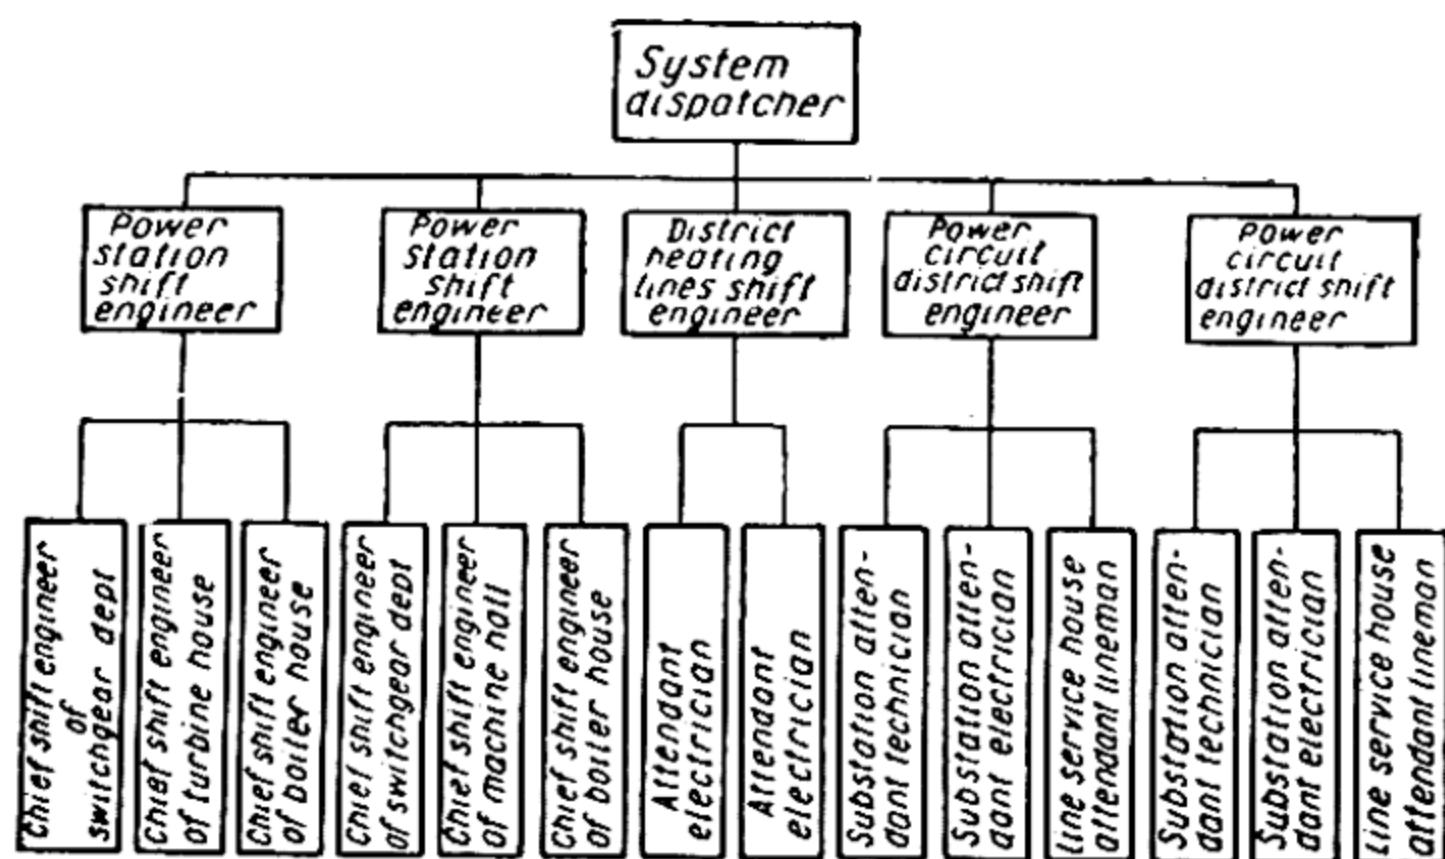 System
dispatcher
Power
station
shift
engineer
Power
station
shift
engineer
District
heating
lines shift
engineer
Power
circuit
district shift
engineer
Power
circuit
district shift
engineer
Chief shift engineer
of
switchgear dept
Chief shift engineer
of turbine house
Chief shift engineer
of boiler house
Chief shift engineer
of switchgear dept
Chief shift engineer
of machine hall
Chief shift engineer
of boiler house
Attendant
electrician
Attendant
electrician
Substation atten-
dant technician
Substation atten-
dant electrician
Line service house
attendant lineman
Substation atten-
dant technician
Substation atten-
dant electrician
Line service house
attendant lineman